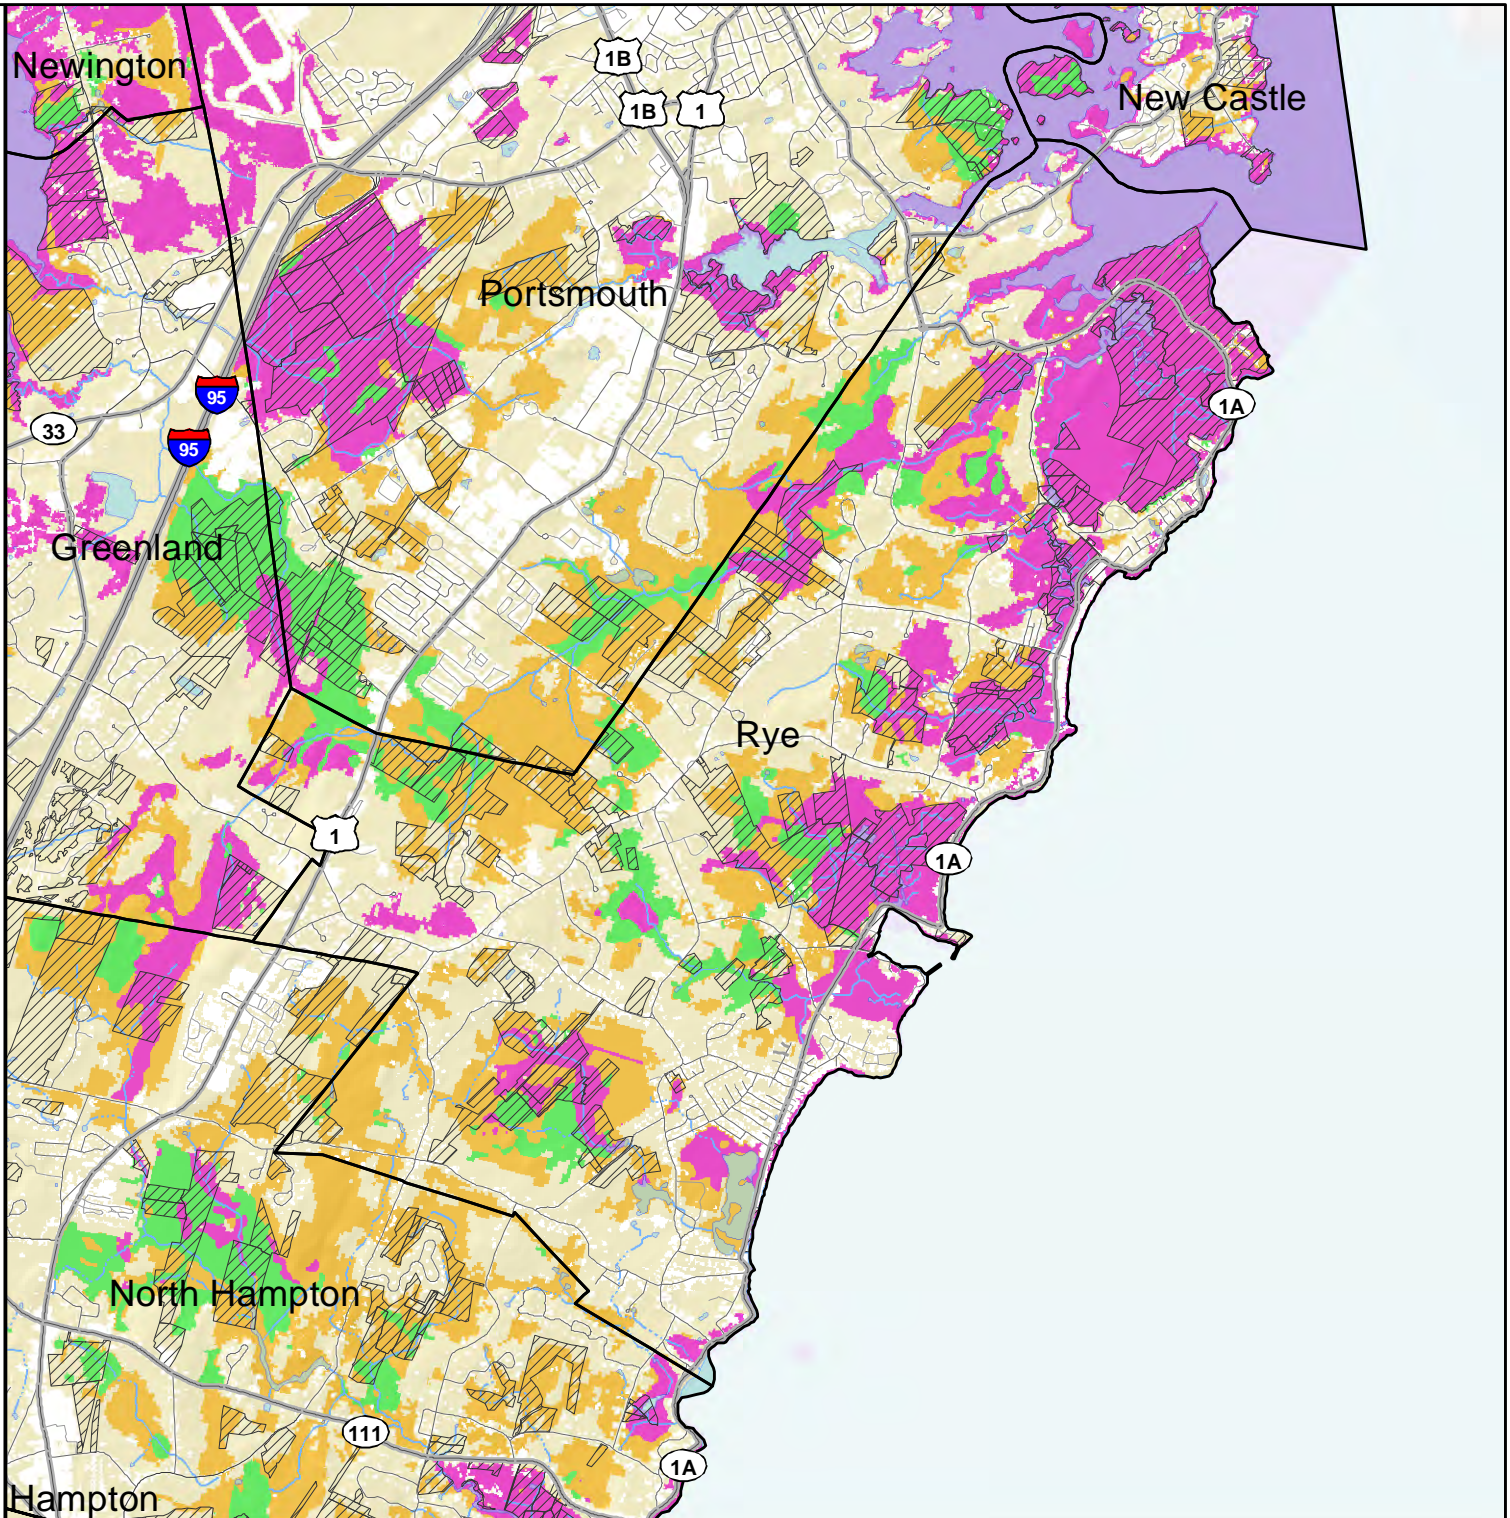 Newington
1B
New Castle
1B
1
Portsmouth
95
1A
33
95
Greenland
Rye
1
1A
North Hampton
111
1A
Hampton